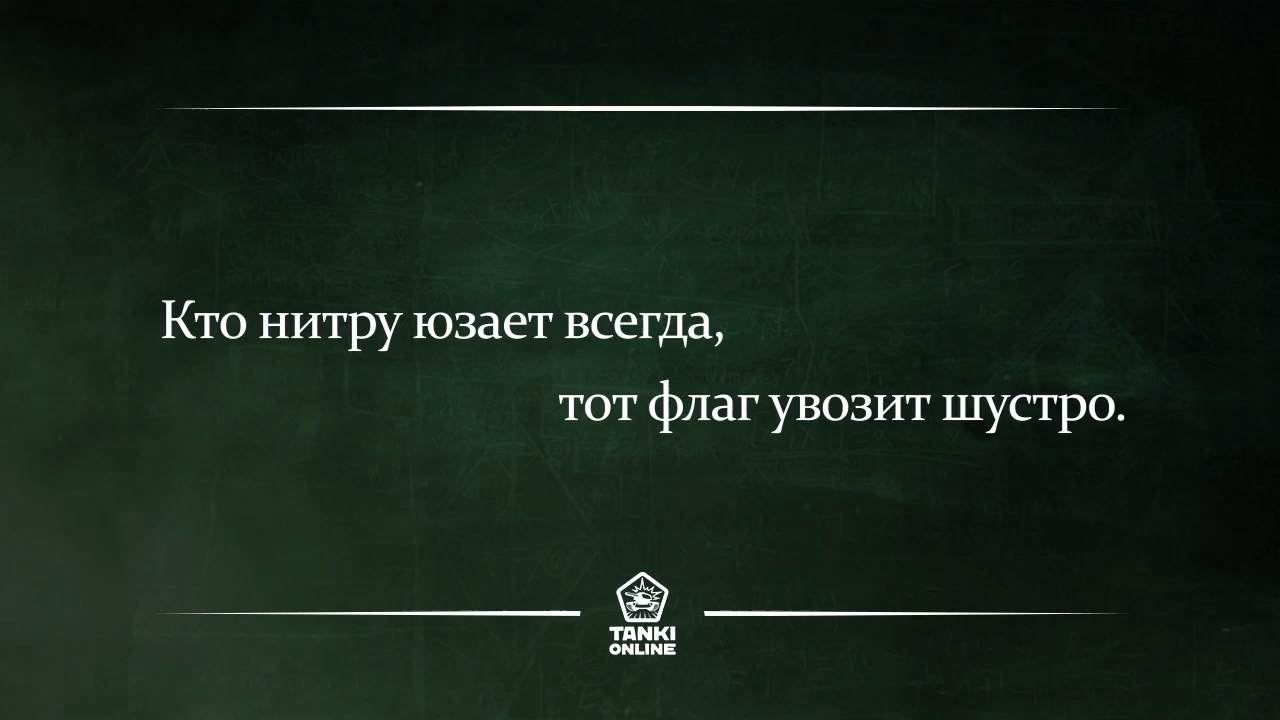 Кто нитру юзает всегда,
тот флаг увозит шустро.
TANKI
ONLINE